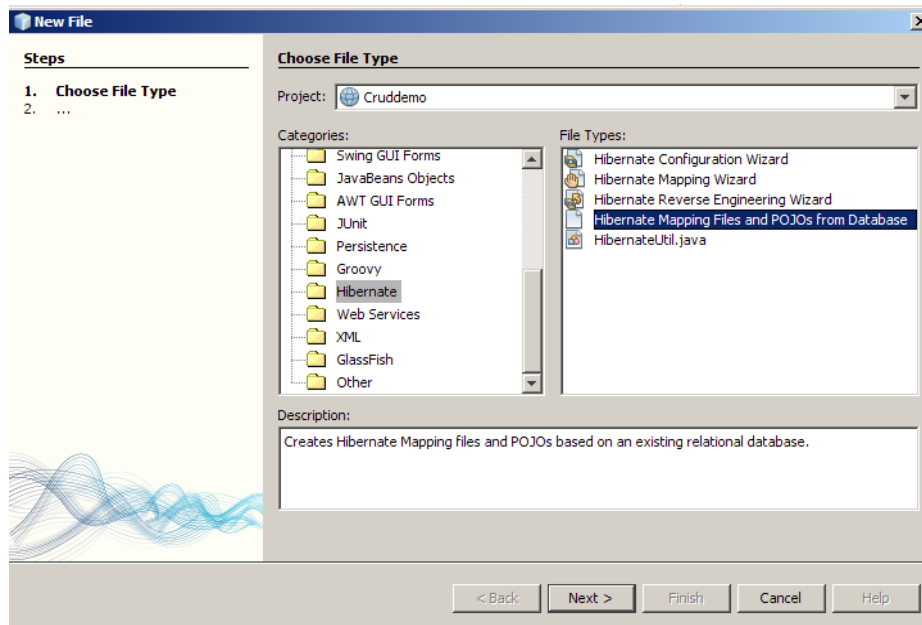 New File
Steps
1. Choose File Type
2. ...
Choose File Type
Project: Cruddemo
Categories:
Swing GUI Forms
JavaBeans Objects
AWT GUI Forms
JUnit
Persistence
Groovy
Hibernate
Web Services
XML
GlassFish
Other
File Types:
Hibernate Configuration Wizard
Hibernate Mapping Wizard
Hibernate Reverse Engineering Wizard
Hibernate Mapping Files and POJOs from Database
HibernateUtil.java
Description:
Creates Hibernate Mapping files and POJOs based on an existing relational database.
< Back
Next >
Finish
Cancel
Help